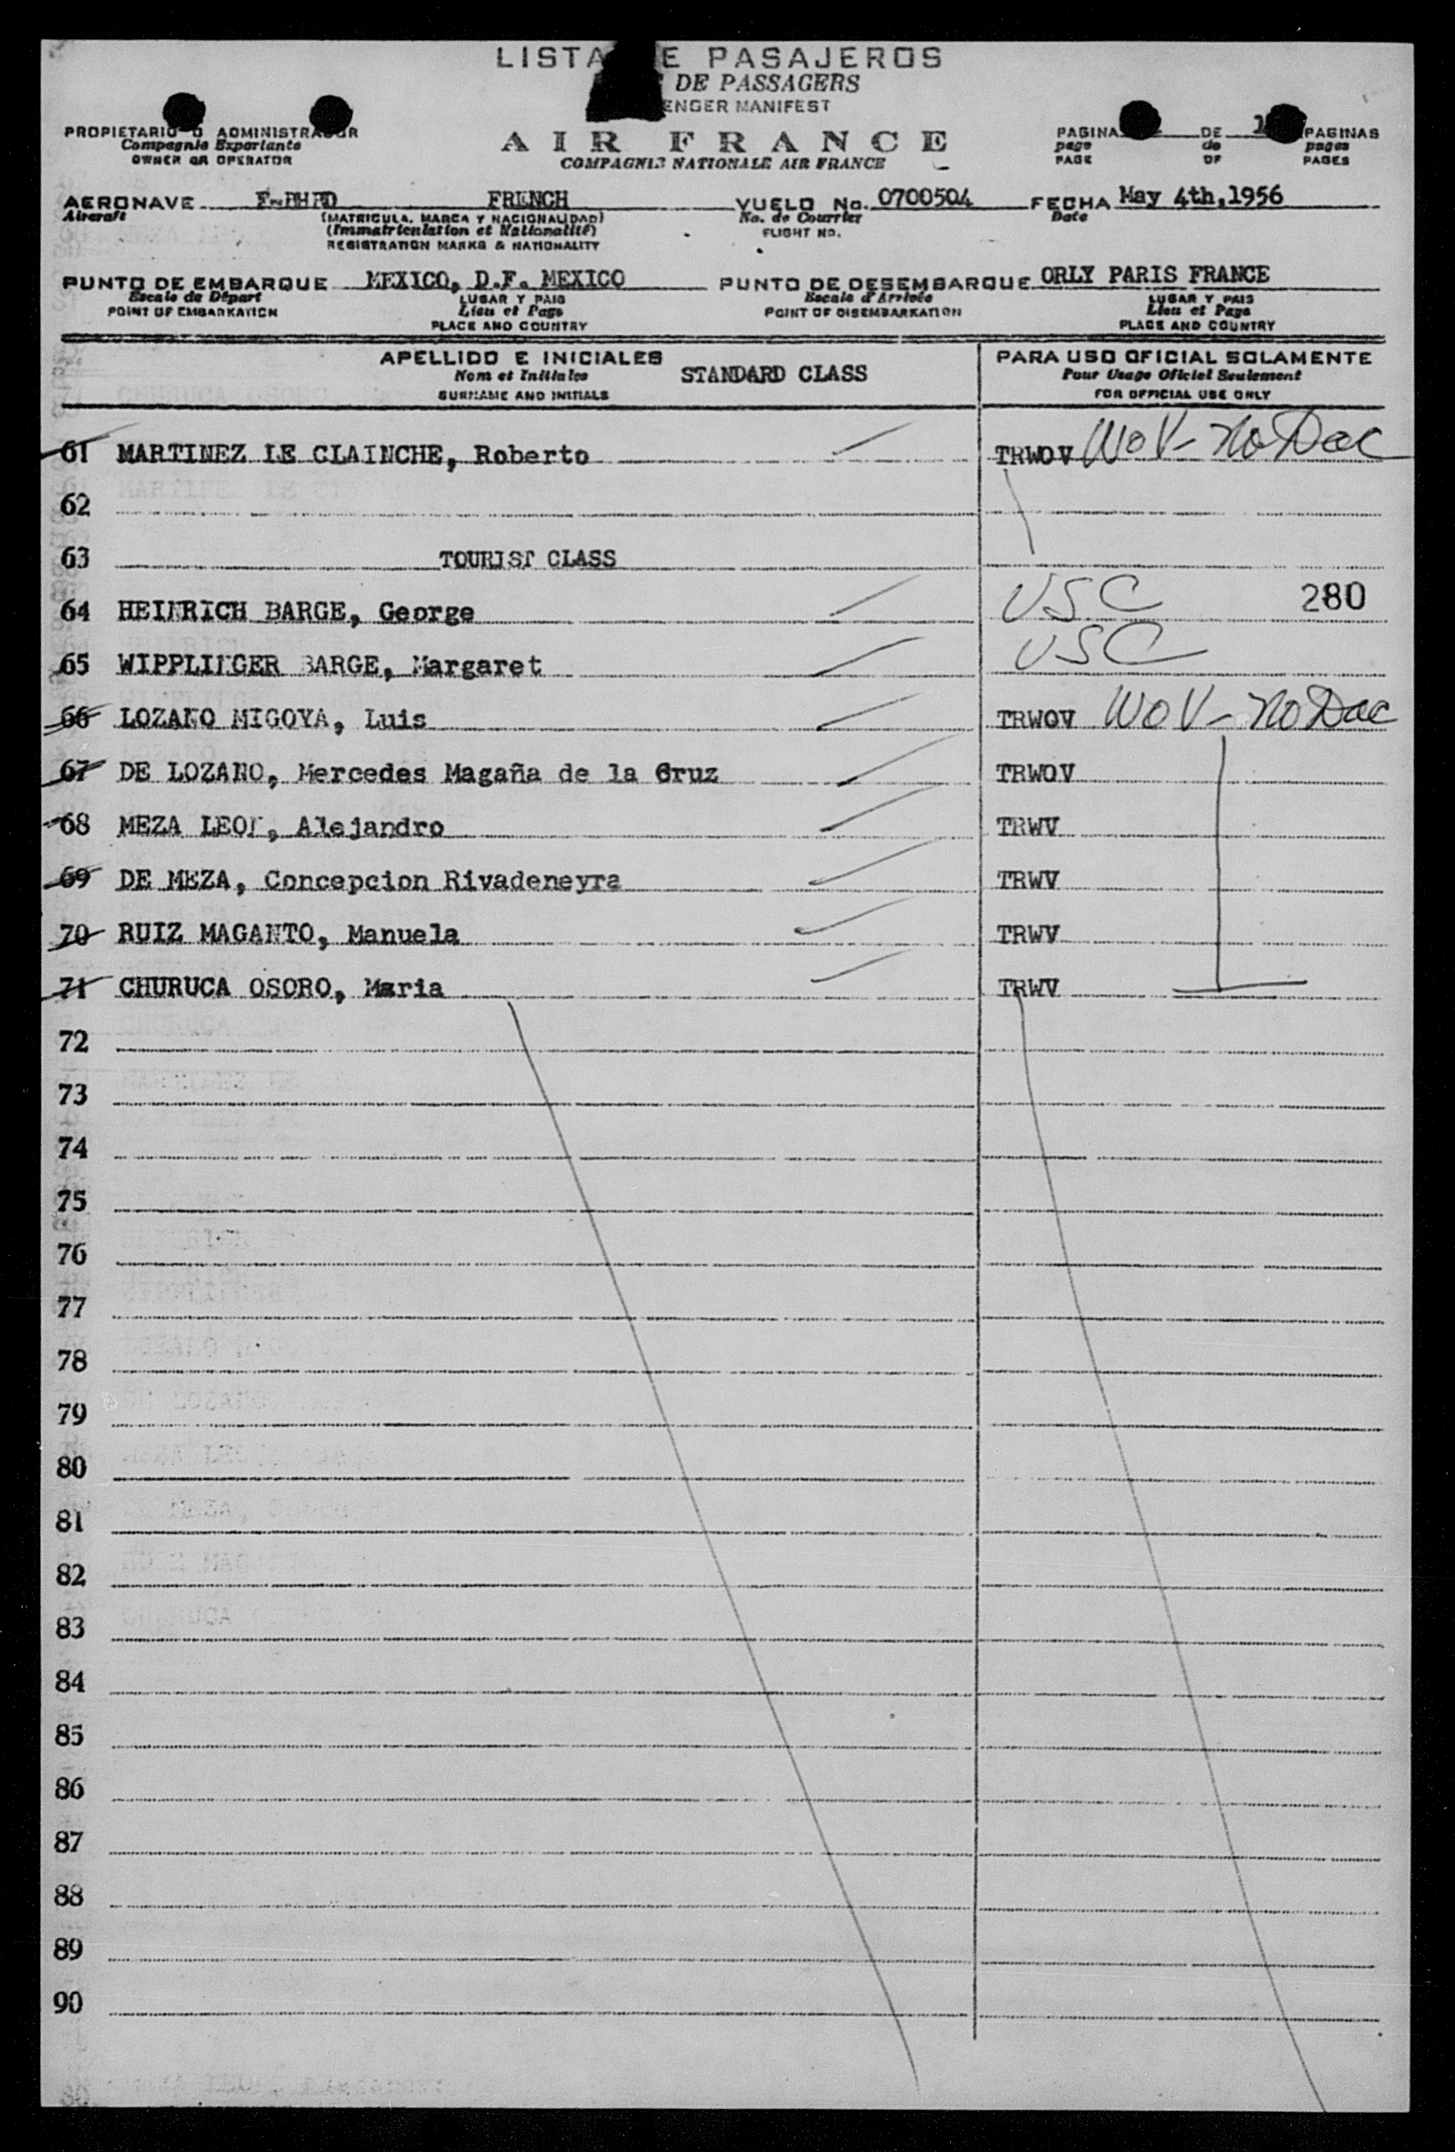 LISTA E PASAJEROS
DE PASSAGERS
ENGER MANIFEST
PROPIETARIO O ADMINISTRADOR
Compagnie Exportante
OWNER OR OPERATOR
AIR FRANCE
COMPAGNIE NATIONALE AIR FRANCE
PAGINA DE PAGINAS
page de pages
PAGE OF PAGES
AERONAVE FRENCH VUELO No. 0700504 FECHA May 4th,1956
Aircraft (MATRICULA, MARCA Y NACIONALIDAD) No. de Courrier Date
(Immatriculation et Nationalité) FLIGHT NO.
REGISTRATION MARKS & NATIONALITY
PUNTO DE EMBARQUE MEXICO, D.F. MEXICO PUNTO DE DESEMBARQUE ORLY PARIS FRANCE
Escale de Départ LUGAR Y PAIS Escale d'Arrivée LUGAR Y PAIS
POINT OF EMBARKATION Lieu et Pays POINT OF DISEMBARKATION Lieu et Pays
PLACE AND COUNTRY PLACE AND COUNTRY
APELLIDO E INICIALES STANDARD CLASS PARA USO OFICIAL SOLAMENTE
Nom et Initiales Pour Usage Oficiel Seulement
SURNAME AND INITIALS FOR OFFICIAL USE ONLY
61 MARTINEZ LE CLAINCHE, Roberto TRWOV WOV - No Doc
62
63 TOURIST CLASS
64 HEINRICH BARGE, George USC 280
65 WIPPLINGER BARGE, Margaret USC
66 LOZANO MIGOYA, Luis TRWOV WOV - No Doc
67 DE LOZANO, Mercedes Magaña de la Cruz TRWOV
68 MEZA LEON, Alejandro TRWV
69 DE MEZA, Concepcion Rivadeneyra TRWV
70 RUIZ MAGANTO, Manuela TRWV
71 CHURUCA OSORO, Maria TRWV
72
73
74
75
76
77
78
79
80
81
82
83
84
85
86
87
88
89
90